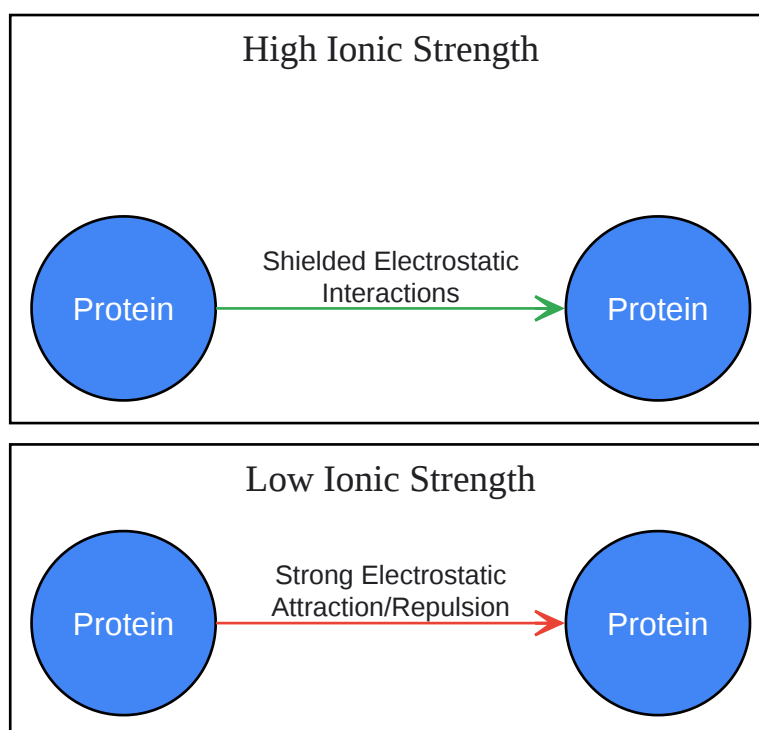 High Ionic Strength
Shielded Electrostatic
Interactions
Protein
Protein
Low Ionic Strength
Strong Electrostatic
Attraction/Repulsion
Protein
Protein